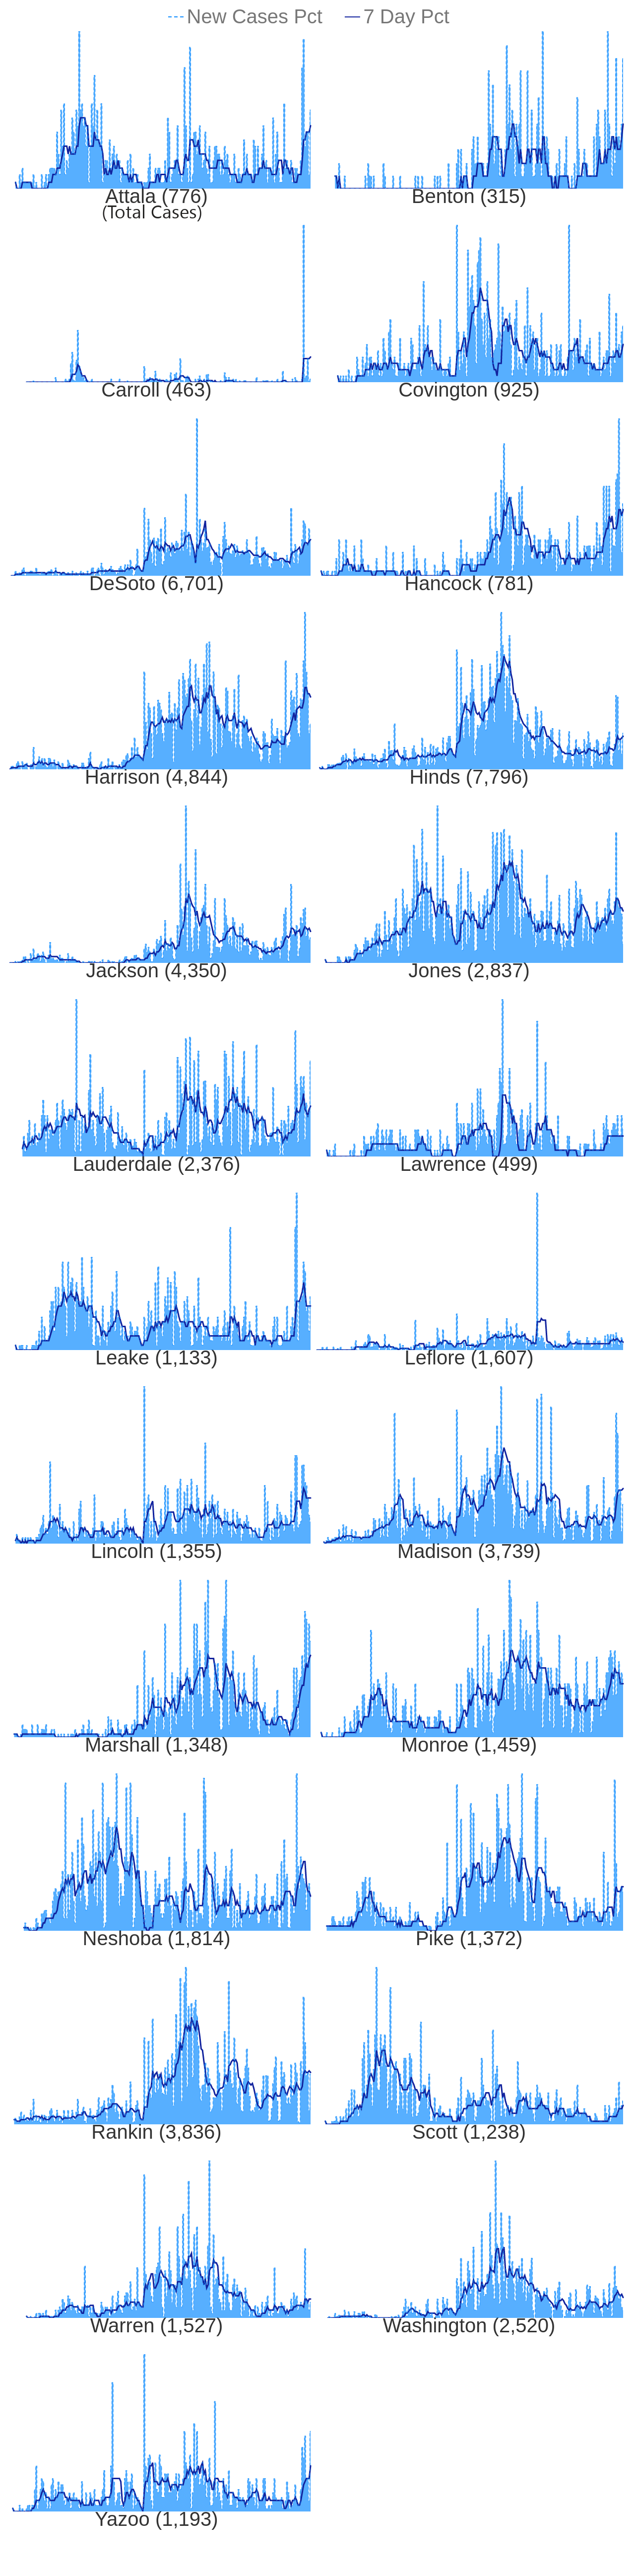 New Cases Pct 7 Day Pct
Attala (776) Benton (315)
(Total Cases)
Carroll (463) Covington (925)
DeSoto (6,701) Hancock (781)
Harrison (4,844) Hinds (7,796)
Jackson (4,350) Jones (2,837)
Lauderdale (2,376) Lawrence (499)
Leake (1,133) Leflore (1,607)
Lincoln (1,355) Madison (3,739)
Marshall (1,348) Monroe (1,459)
Neshoba (1,814) Pike (1,372)
Rankin (3,836) Scott (1,238)
Warren (1,527) Washington (2,520)
Yazoo (1,193)